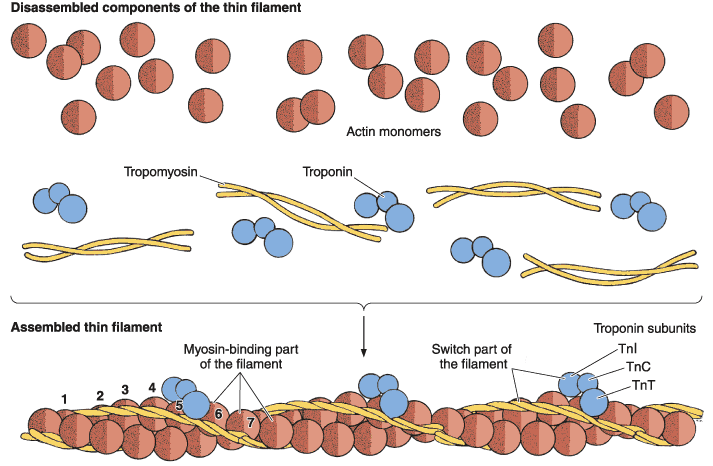 Disassembled components of the thin filament
Actin monomers
Tropomyosin
Troponin
Assembled thin filament
Myosin-binding part
of the filament
Switch part of
the filament
Troponin subunits
TnI
TnC
TnT
1
2
3
4
5
6
7